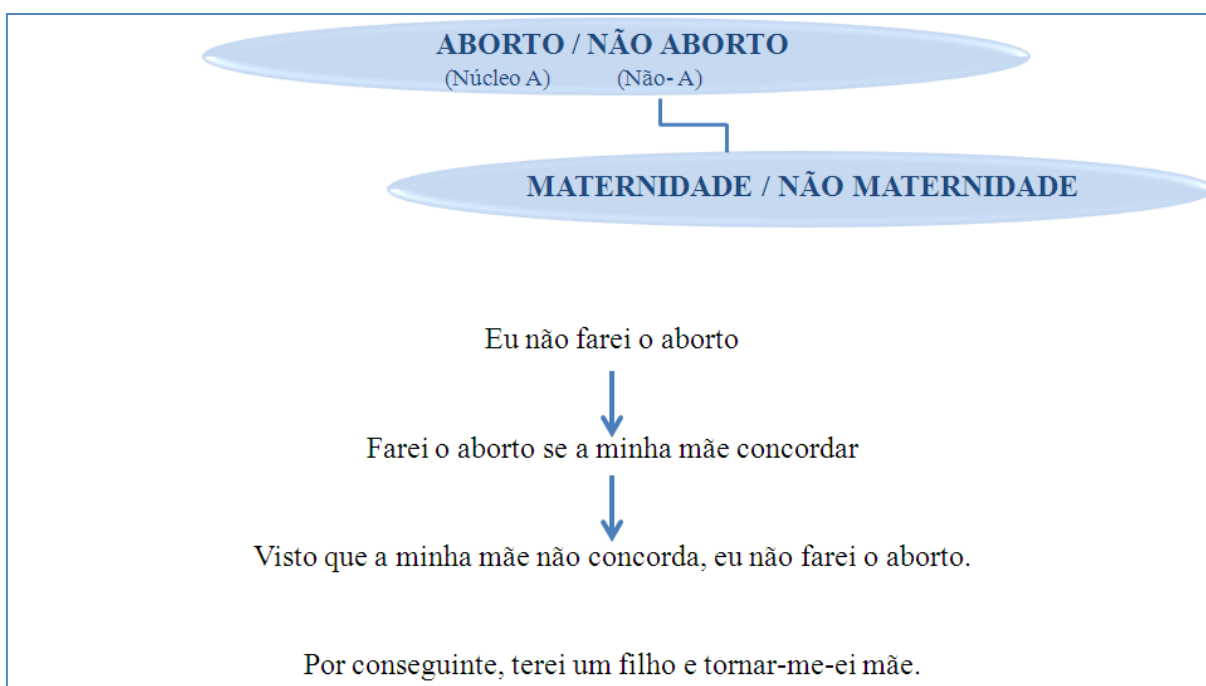 ABORTO / NÃO ABORTO
(Núcleo A) (Não- A)
MATERNIDADE / NÃO MATERNIDADE
Eu não farei o aborto
Farei o aborto se a minha mãe concordar
Visto que a minha mãe não concorda, eu não farei o aborto.
Por conseguinte, terei um filho e tornar-me-ei mãe.